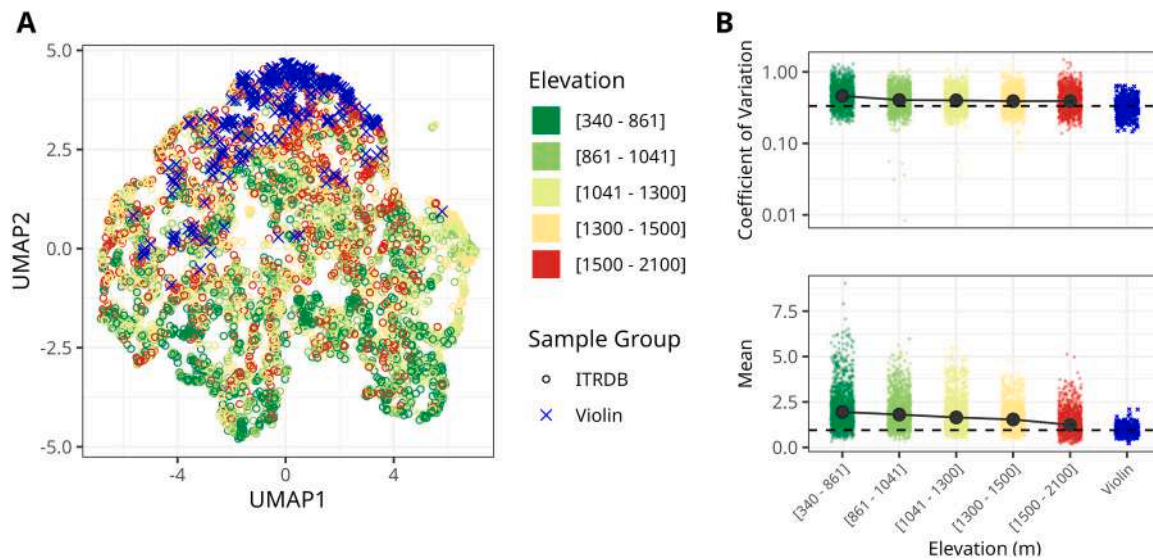 A
UMAP2
5.0
2.5
0.0
-2.5
-5.0
-4
0
4
UMAP1
Elevation
[340 - 861]
[861 - 1041]
[1041 - 1300]
[1300 - 1500]
[1500 - 2100]
Sample Group
ITRDB
Violin
B
Coefficient of Variation
1.00
0.10
0.01
Mean
7.5
5.0
2.5
0.0
[340 - 861]
[861 - 1041]
[1041 - 1300]
[1300 - 1500]
[1500 - 2100]
Violin
Elevation (m)